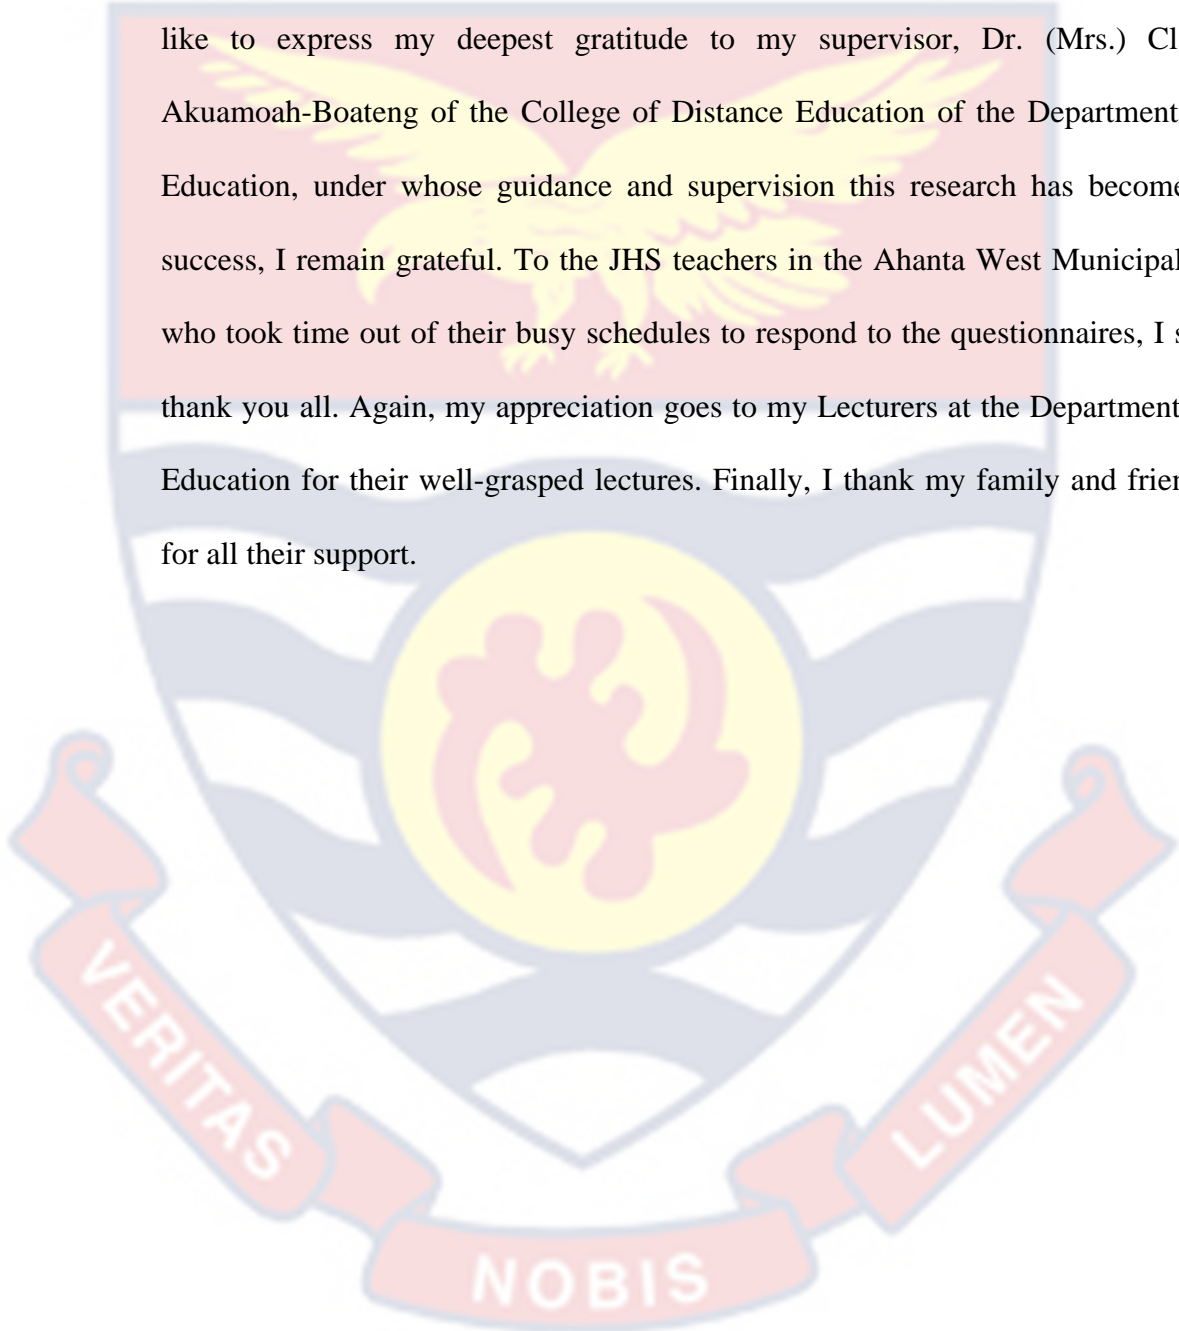 like to express my deepest gratitude to my supervisor, Dr. (Mrs.)
Akuamoah-Boateng of the College of Distance Education of the Department
Education, under whose guidance and supervision this research has become
success, I remain grateful. To the JHS teachers in the Ahanta West
who took time out of their busy schedules to respond to the questionnaires, I
thank you all. Again, my appreciation goes to my Lecturers at the Department
Education for their well-grasped lectures. Finally, I thank my family and
for all their support.
VERITAS
NOBIS
LUMEN